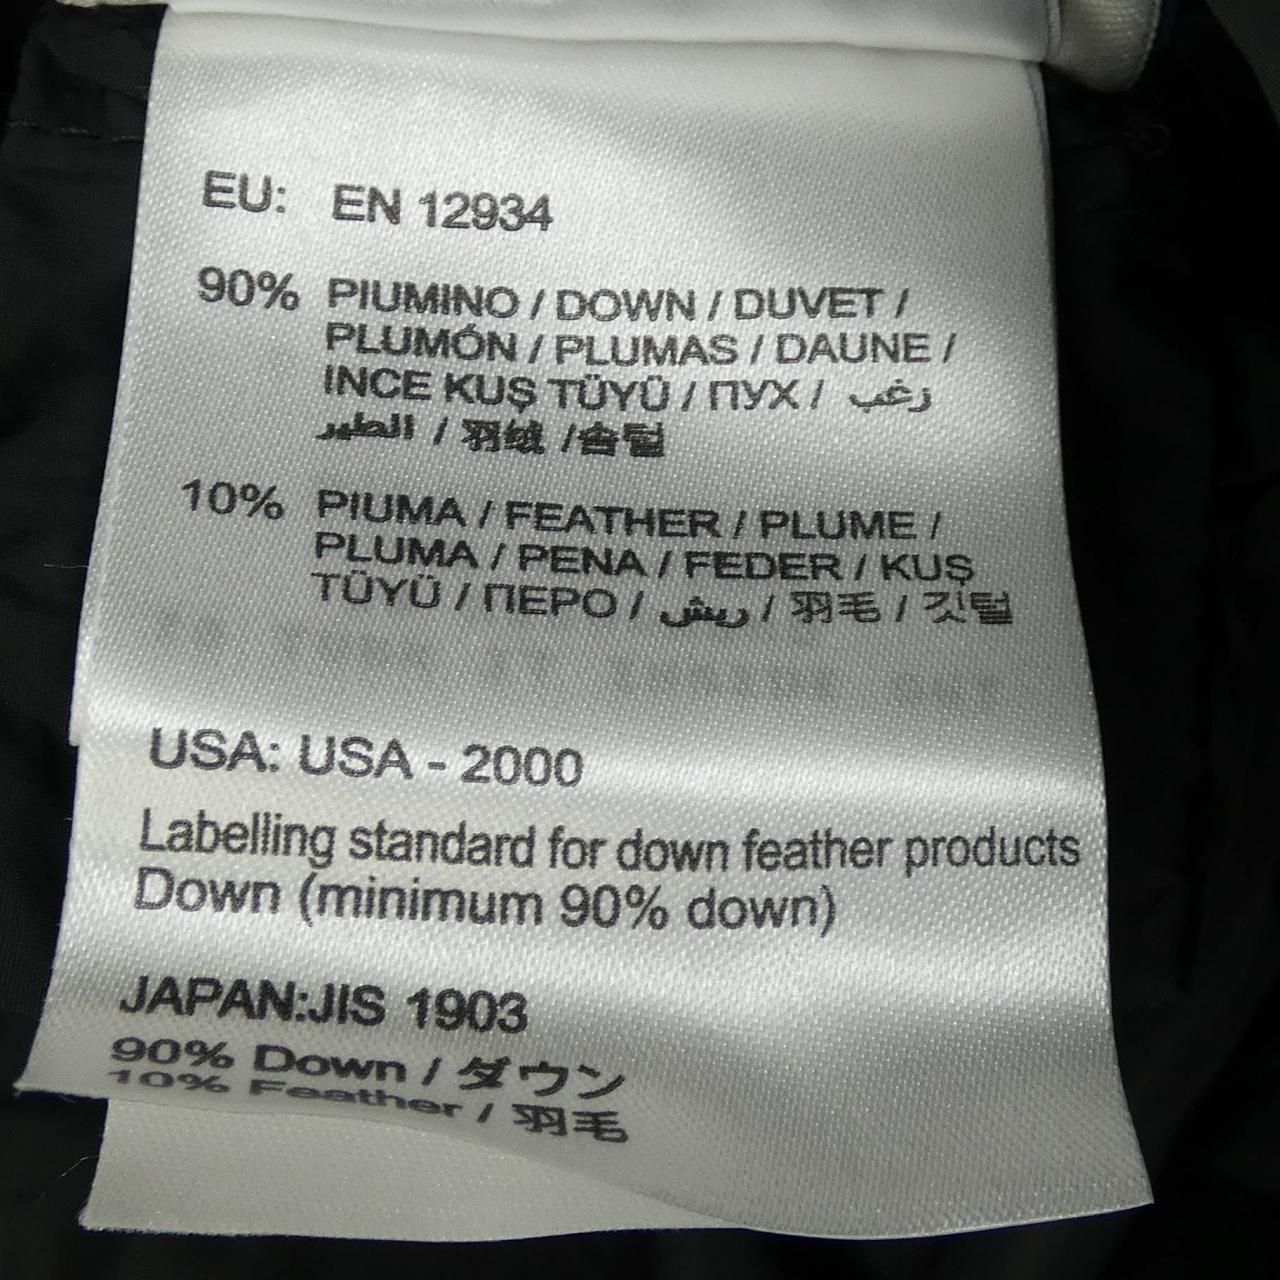 EU: EN 12934
90% PIUMINO / DOWN / DUVET /
PLUMÓN / PLUMAS / DAUNE /
INCE KUŞ TÜYÜ / ПУХ / زغب
الطير / 羽绒 /솜털
10% PIUMA / FEATHER / PLUME /
PLUMA / PENA / FEDER / KUŞ
TÜYÜ / ПЕРО / ريش / 羽毛 / 깃털
USA: USA - 2000
Labelling standard for down feather products
Down (minimum 90% down)
JAPAN:JIS 1903
90% Down / ダウン
10% Feather / 羽毛